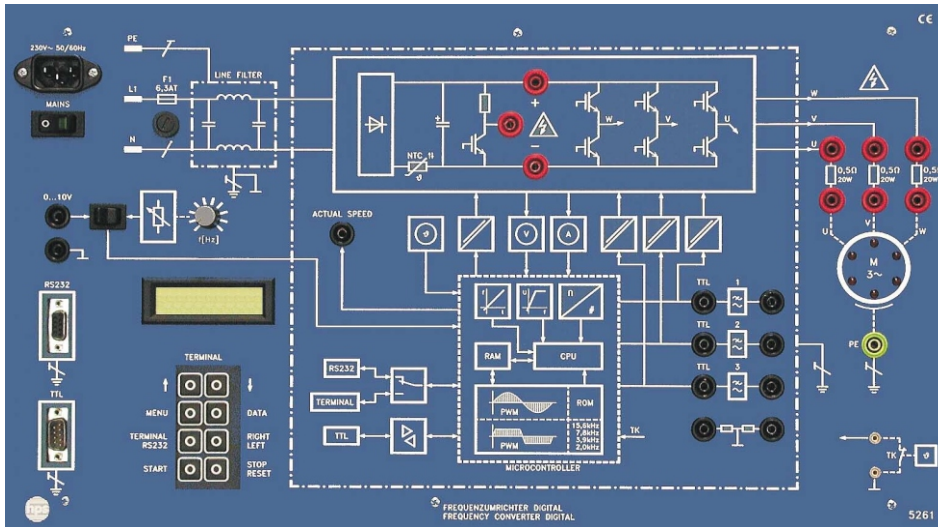 230V~ 50/60Hz
MAINS
PE
L1
F1
6,3AT
N
LINE FILTER
NTC
ϑ
+
−
+
W
V
U
W
V
U
0,5Ω
20W
0,5Ω
20W
0,5Ω
20W
U
V
W
M
3~
PE
0...10V
f[Hz]
ACTUAL SPEED
ϑ
V
A
RS232
TTL
TERMINAL
MENU
DATA
TERMINAL
RS232
RIGHT
LEFT
START
STOP
RESET
RS232
TERMINAL
TTL
RAM
CPU
PWM
PWM
ROM
15,6kHz
7,8kHz
3,9kHz
2,0kHz
MICROCONTROLLER
TK
TTL
1
TTL
2
TTL
3
TK
ϑ
hps
FREQUENZUMRICHTER DIGITAL
FREQUENCY CONVERTER DIGITAL
5261
CE